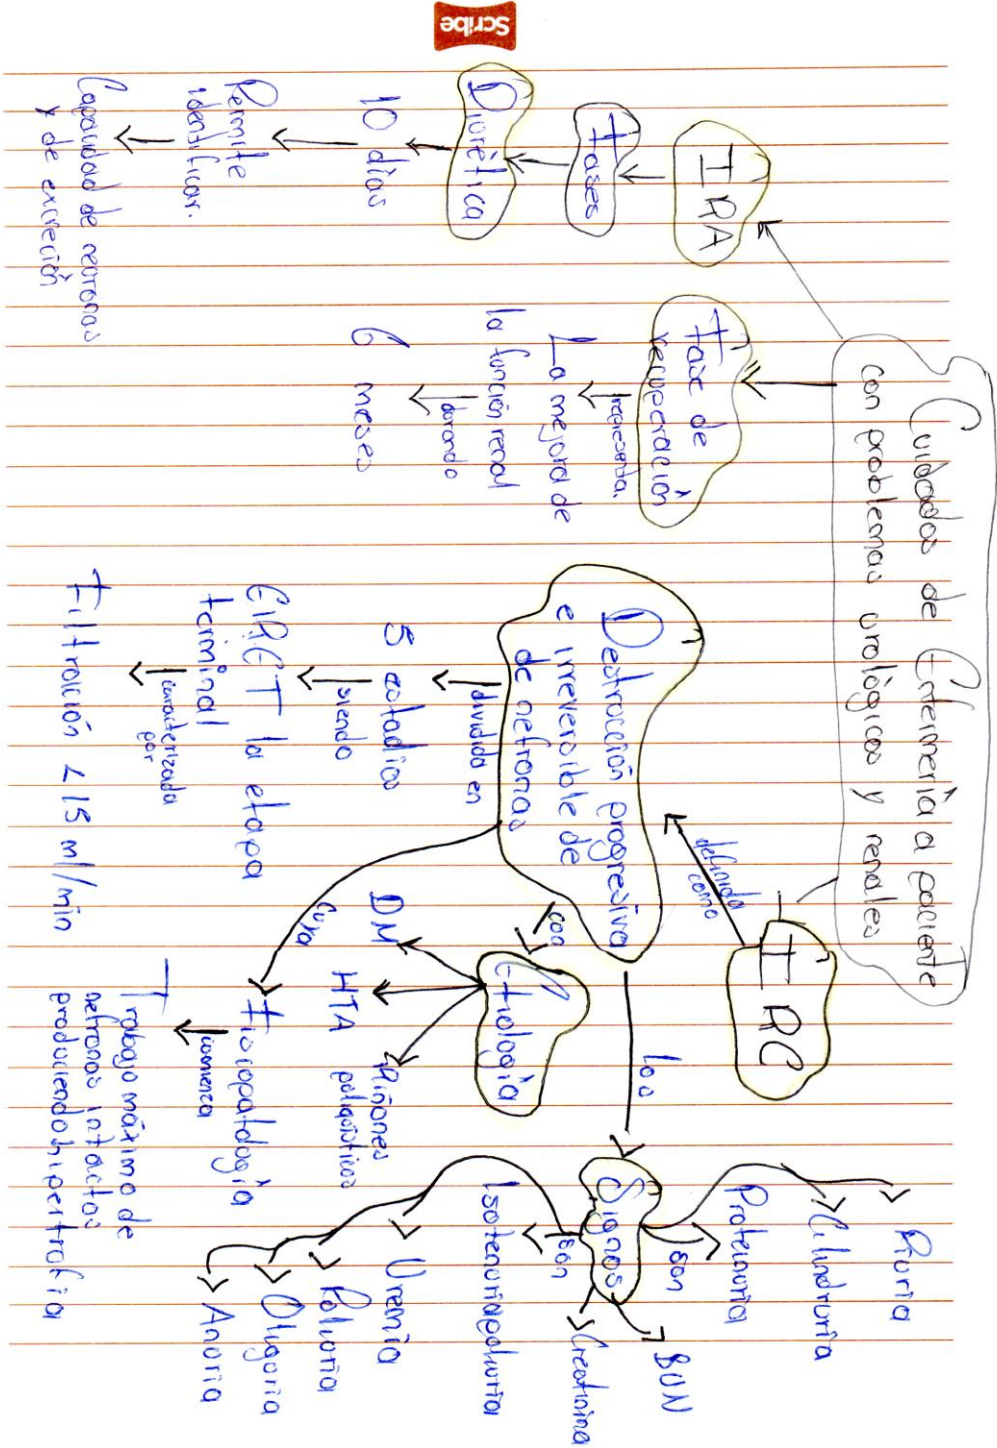 Scribe
Cuidados de Enfermería a paciente
con problemas urológicos y renales
IRA
Fases
Diurética
10 días
Permite
identificar.
Capacidad de neuronas
y de excreción
Fase de
recuperación
representa.
La mejora de
la función renal
durando
6 meses
IRC
definida
como
Destrucción progresiva
e irreversible de
de nefronas
dividida en
5 estadios
siendo
la etapa
terminal
caracterizada
por
Filtración < 15 ml/min
con
Etiología
DM
HTA
Riñones
poliquísticos
cuya
Fisiopatología
comienza
Trabajo máximo de
nefronas intactas
produciendo hipertrofia
los
Signos
son
Piuria
Cilindruria
Proteinuria
BUN
Creatinina
son
Isotenuriapoliuria
Uremia
Poliuria
Oliguria
Anuria